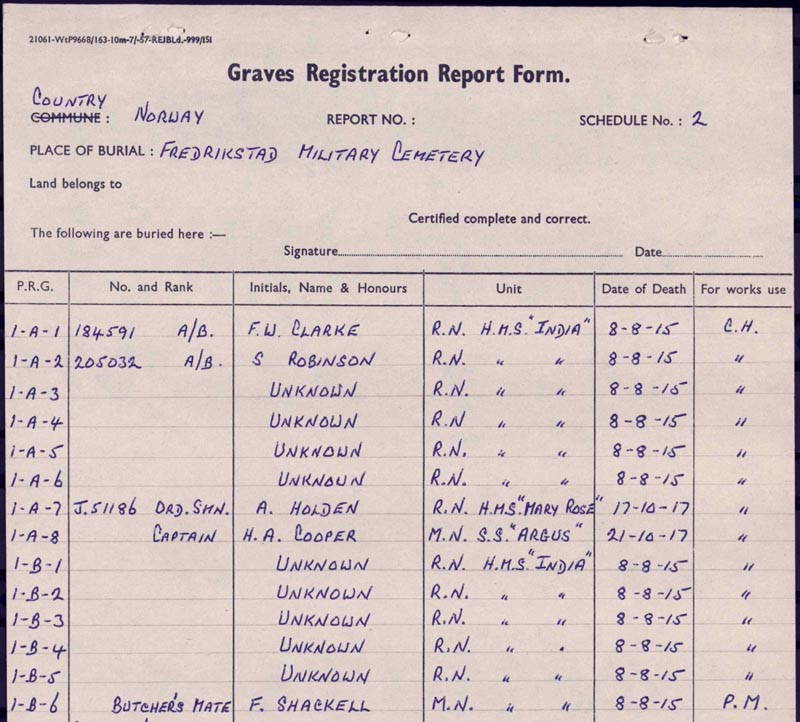 21061-Wt.P9668/163-10m-7/-57-REJBLd.-999/151
Graves Registration Report Form.
COUNTRY
COMMUNE : NORWAY REPORT NO. : SCHEDULE No. : 2
PLACE OF BURIAL : FREDRIKSTAD MILITARY CEMETERY
Land belongs to
Certified complete and correct.
The following are buried here :—
Signature Date
P.R.G. No. and Rank Initials, Name & Honours Unit Date of Death For works use
1-A-1 184591 A/B. F.W. CLARKE R.N. H.M.S. "INDIA" 8-8-15 C.H.
1-A-2 205032 A/B. S ROBINSON R.N. " " 8-8-15 "
1-A-3 UNKNOWN R.N. " " 8-8-15 "
1-A-4 UNKNOWN R.N " " 8-8-15 "
1-A-5 UNKNOWN R.N. " " 8-8-15 "
1-A-6 UNKNOWN R.N. " " 8-8-15 "
1-A-7 J.51186 ORD. SMN. A. HOLDEN R.N. H.M.S "MARY ROSE" 17-10-17 "
1-A-8 CAPTAIN H.A. COOPER M.N. S.S. "ARGUS" 21-10-17 "
1-B-1 UNKNOWN R.N. H.M.S. "INDIA" 8-8-15 "
1-B-2 UNKNOWN R.N. " " 8-8-15 "
1-B-3 UNKNOWN R.N. " " 8-8-15 "
1-B-4 UNKNOWN R.N. " " 8-8-15 "
1-B-5 UNKNOWN R.N. " " 8-8-15 "
1-B-6 BUTCHER'S MATE F. SHACKELL M.N. " " 8-8-15 P.M.